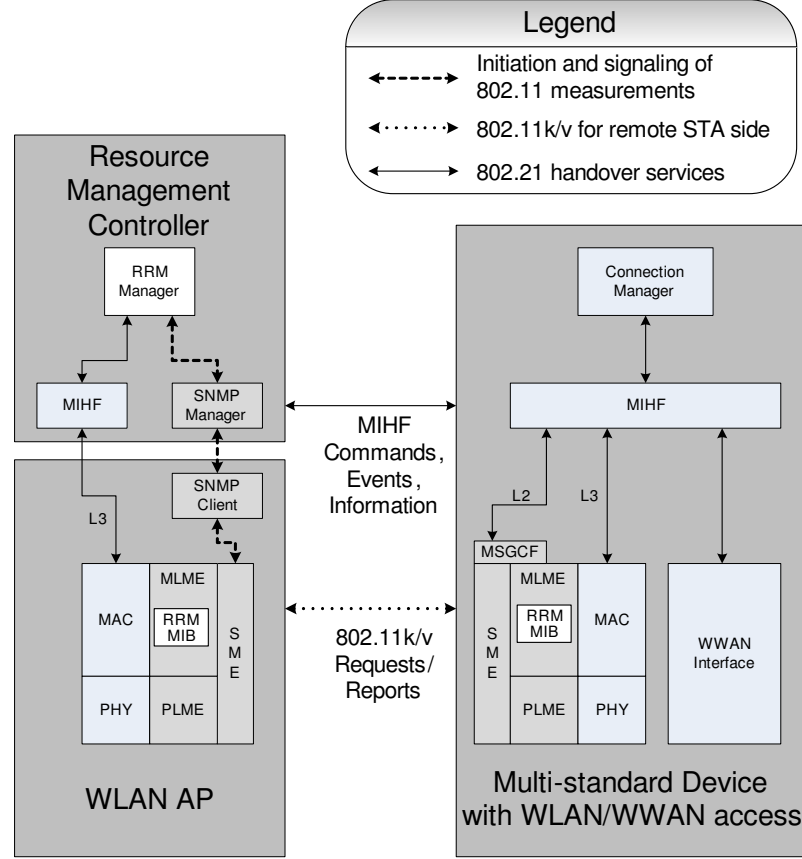 Legend
Initiation and signaling of
802.11 measurements
802.11k/v for remote STA side
802.21 handover services
Resource
Management
Controller
RRM
Manager
MIHF
SNMP
Manager
L3
SNMP
Client
MAC
MLME
RRM
MIB
S
M
E
PHY
PLME
WLAN AP
MIHF
Commands,
Events,
Information
802.11k/v
Requests/
Reports
Connection
Manager
MIHF
L2
L3
MSGCF
S
M
E
MLME
RRM
MIB
MAC
PLME
PHY
WWAN
Interface
Multi-standard Device
with WLAN/WWAN access